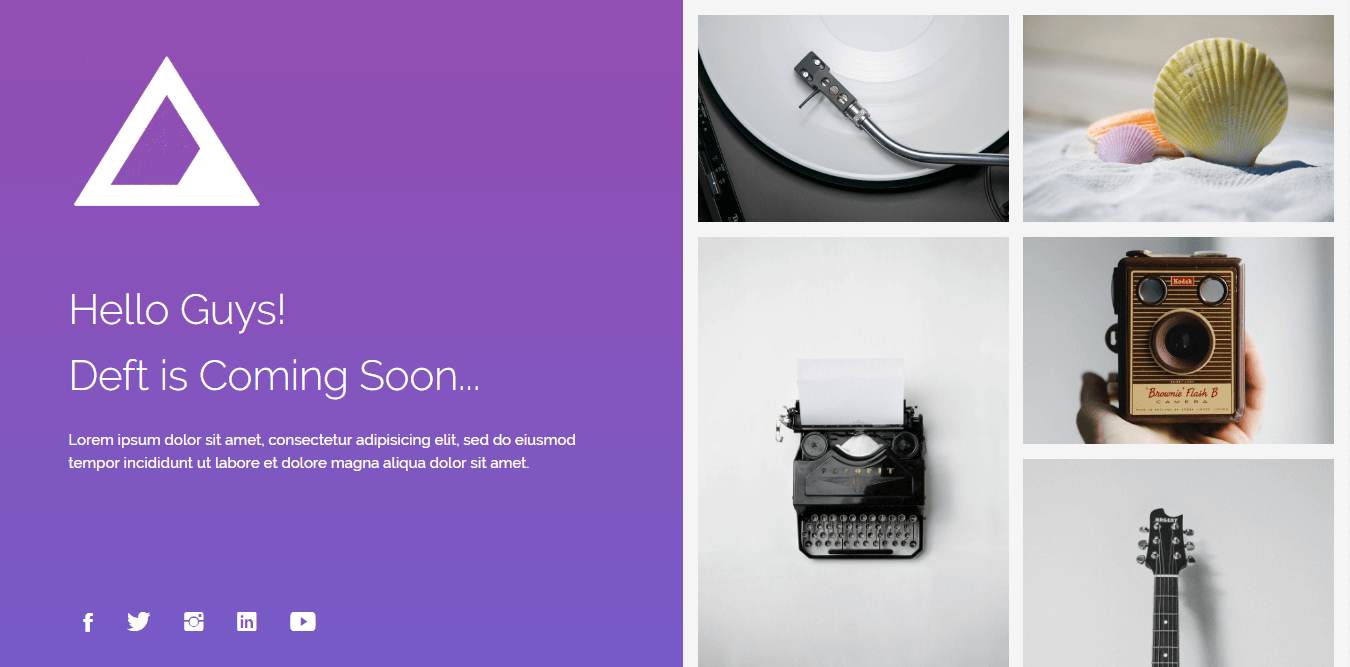 Hello Guys!
Deft is Coming Soon...
Lorem ipsum dolor sit amet, consectetur adipisicing elit, sed do eiusmod
tempor incididunt ut labore et dolore magna aliqua dolor sit amet.
Kodak
'Brownie' Flash B
CAMERA